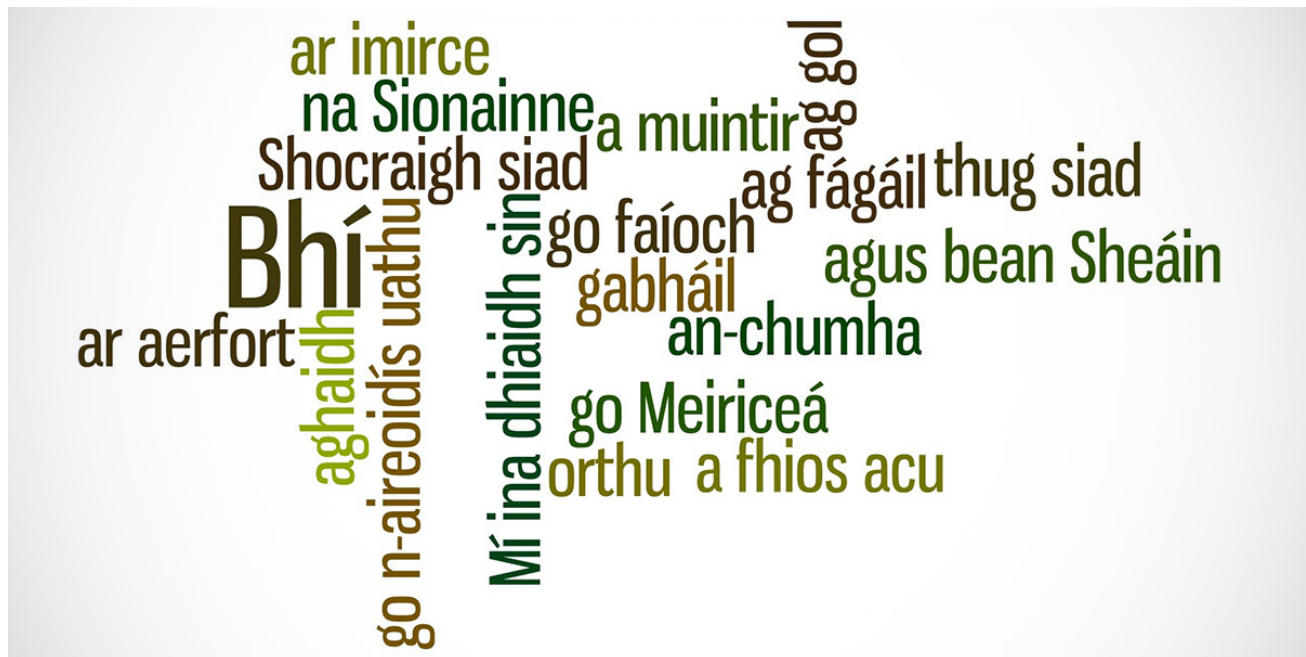 ar imirce
ag gol
na Sionainne
a muintir
Shocraigh siad
ag fágáil
thug siad
Bhí
go n-aireoidís uathu
Mí ina dhiaidh sin
go faíoch
agus bean Sheáin
gabháil
an-chumha
ar aerfort
aghaidh
go Meiriceá
orthu
a fhios acu